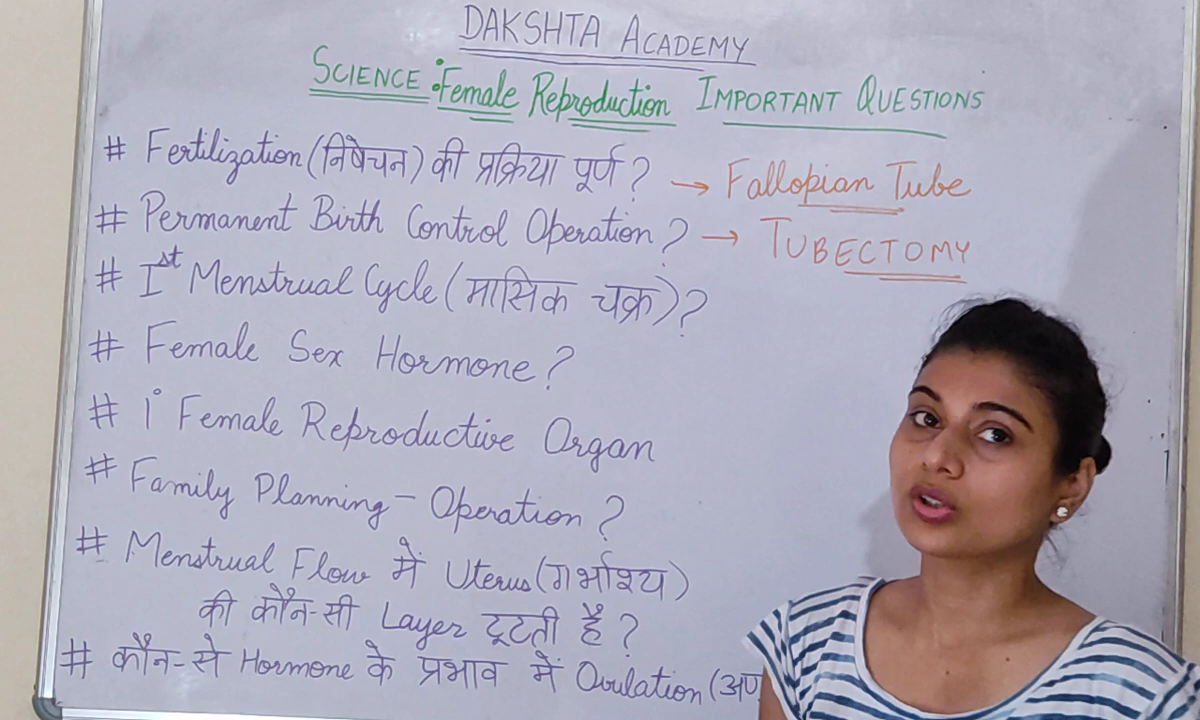 DAKSHTA ACADEMY
SCIENCE : Female Reproduction IMPORTANT QUESTIONS
# Fertilization (निषेचन) की प्रक्रिया पूर्ण ? → Fallopian Tube
# Permanent Birth Control Operation ? → TUBECTOMY
# Ist Menstrual Cycle (मासिक चक्र) ?
# Female Sex Hormone ?
# 1° Female Reproductive Organ
# Family Planning - Operation ?
# Menstrual Flow में Uterus (गर्भाश्य)
की कौन-सी Layer टूटती है ?
# कौन-से Hormone के प्रभाव में Ovulation (